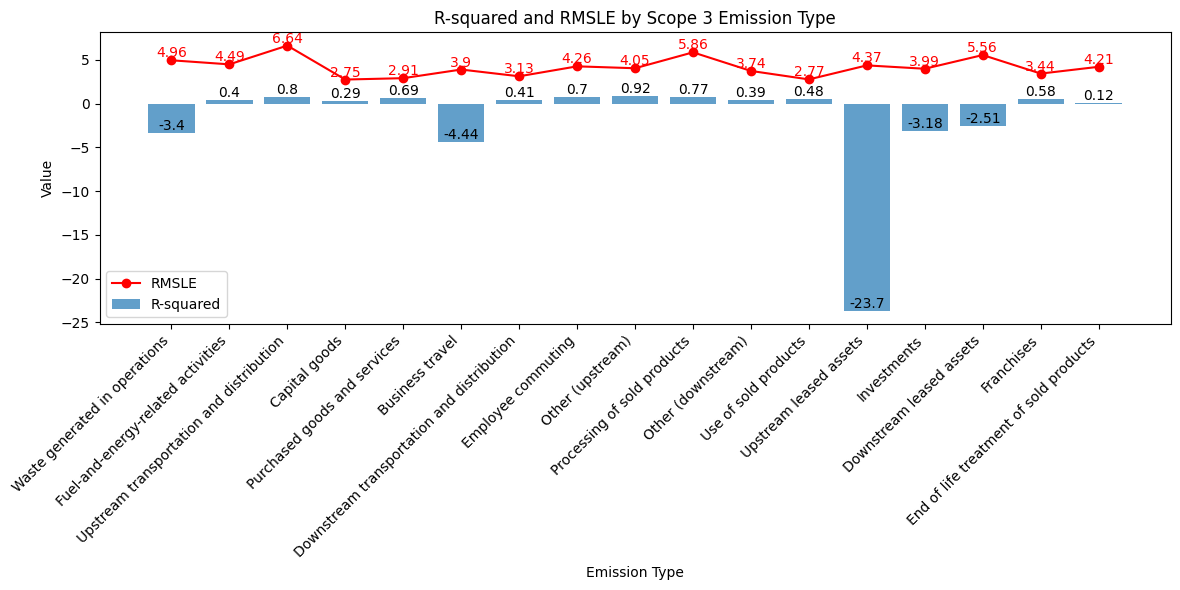 R-squared and RMSLE by Scope 3 Emission Type
Value
5
0
−5
−10
−15
−20
−25
4.96
4.49
6.64
2.75
2.91
3.9
3.13
4.26
4.05
5.86
3.74
2.77
4.37
3.99
5.56
3.44
4.21
-3.4
0.4
0.8
0.29
0.69
-4.44
0.41
0.7
0.92
0.77
0.39
0.48
-23.7
-3.18
-2.51
0.58
0.12
RMSLE
R-squared
Waste generated in operations
Fuel-and-energy-related activities
Upstream transportation and distribution
Capital goods
Purchased goods and services
Business travel
Downstream transportation and distribution
Employee commuting
Other (upstream)
Processing of sold products
Other (downstream)
Use of sold products
Upstream leased assets
Investments
Downstream leased assets
Franchises
End of life treatment of sold products
Emission Type